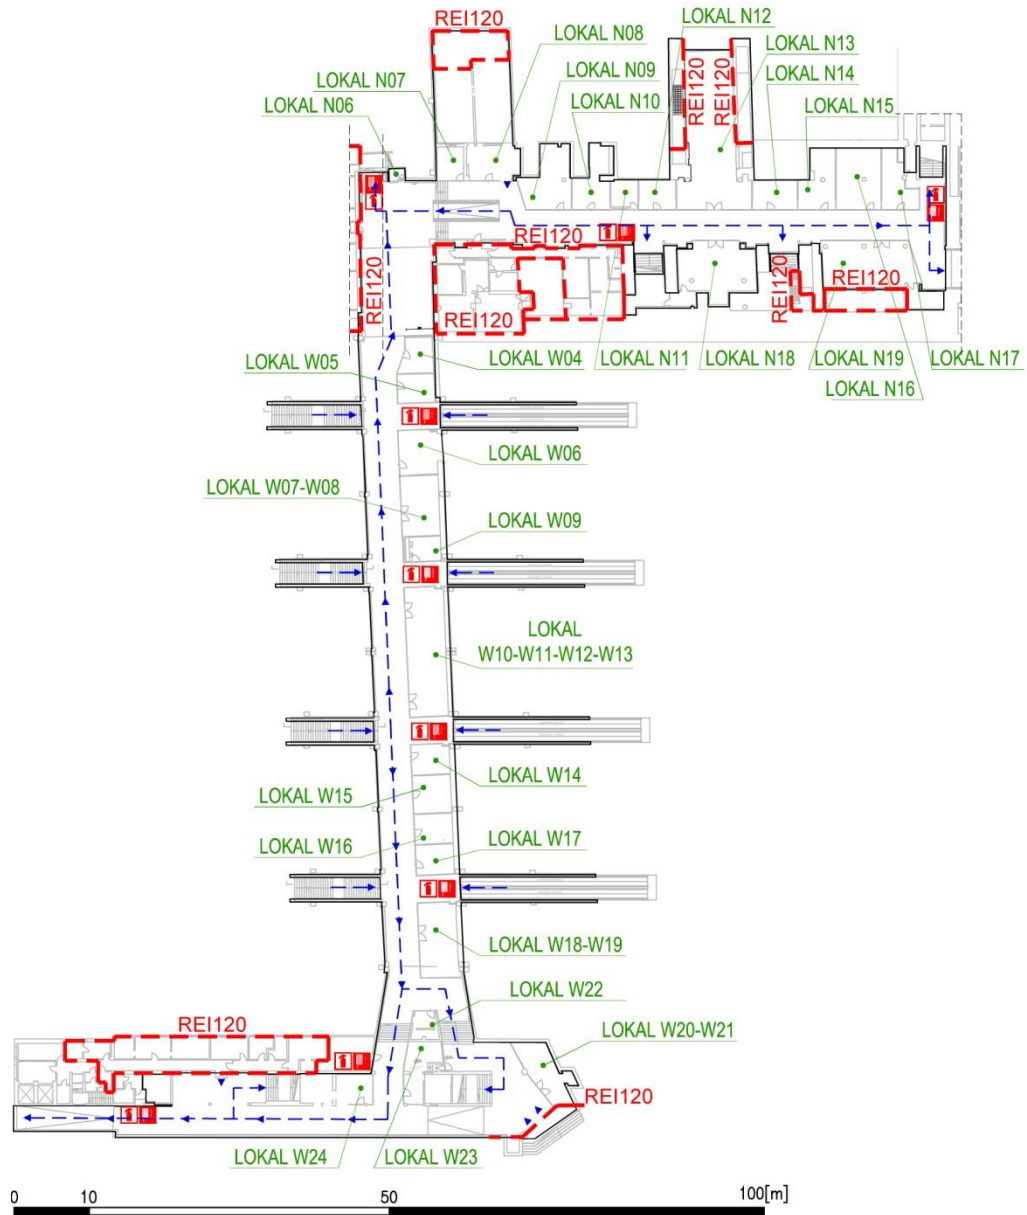 REI120
LOKAL N08
LOKAL N12
LOKAL N13
LOKAL N07
LOKAL N09
LOKAL N14
LOKAL N06
LOKAL N10
REI120
REI120
LOKAL N15
REI120
REI120
REI120
REI120
REI120
LOKAL W05
LOKAL W04
LOKAL N11
LOKAL N18
LOKAL N19
LOKAL N17
LOKAL N16
LOKAL W06
LOKAL W07-W08
LOKAL W09
LOKAL
W10-W11-W12-W13
LOKAL W14
LOKAL W15
LOKAL W16
LOKAL W17
LOKAL W18-W19
LOKAL W22
REI120
LOKAL W20-W21
REI120
LOKAL W24
LOKAL W23
0 10 50 100[m]